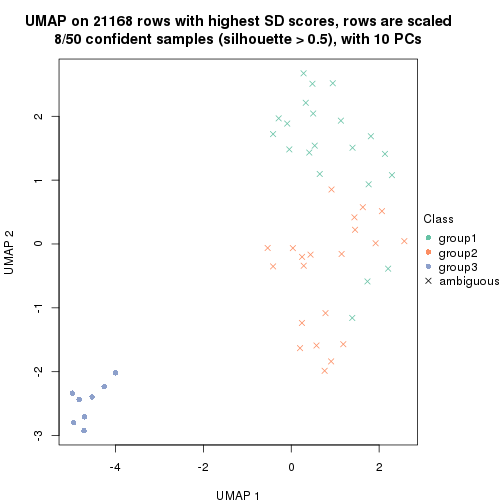 UMAP on 21168 rows with highest SD scores, rows are scaled
8/50 confident samples (silhouette > 0.5), with 10 PCs
UMAP 2
2
1
0
-1
-2
-3
-4
-2
0
2
UMAP 1
Class
group1
group2
group3
ambiguous